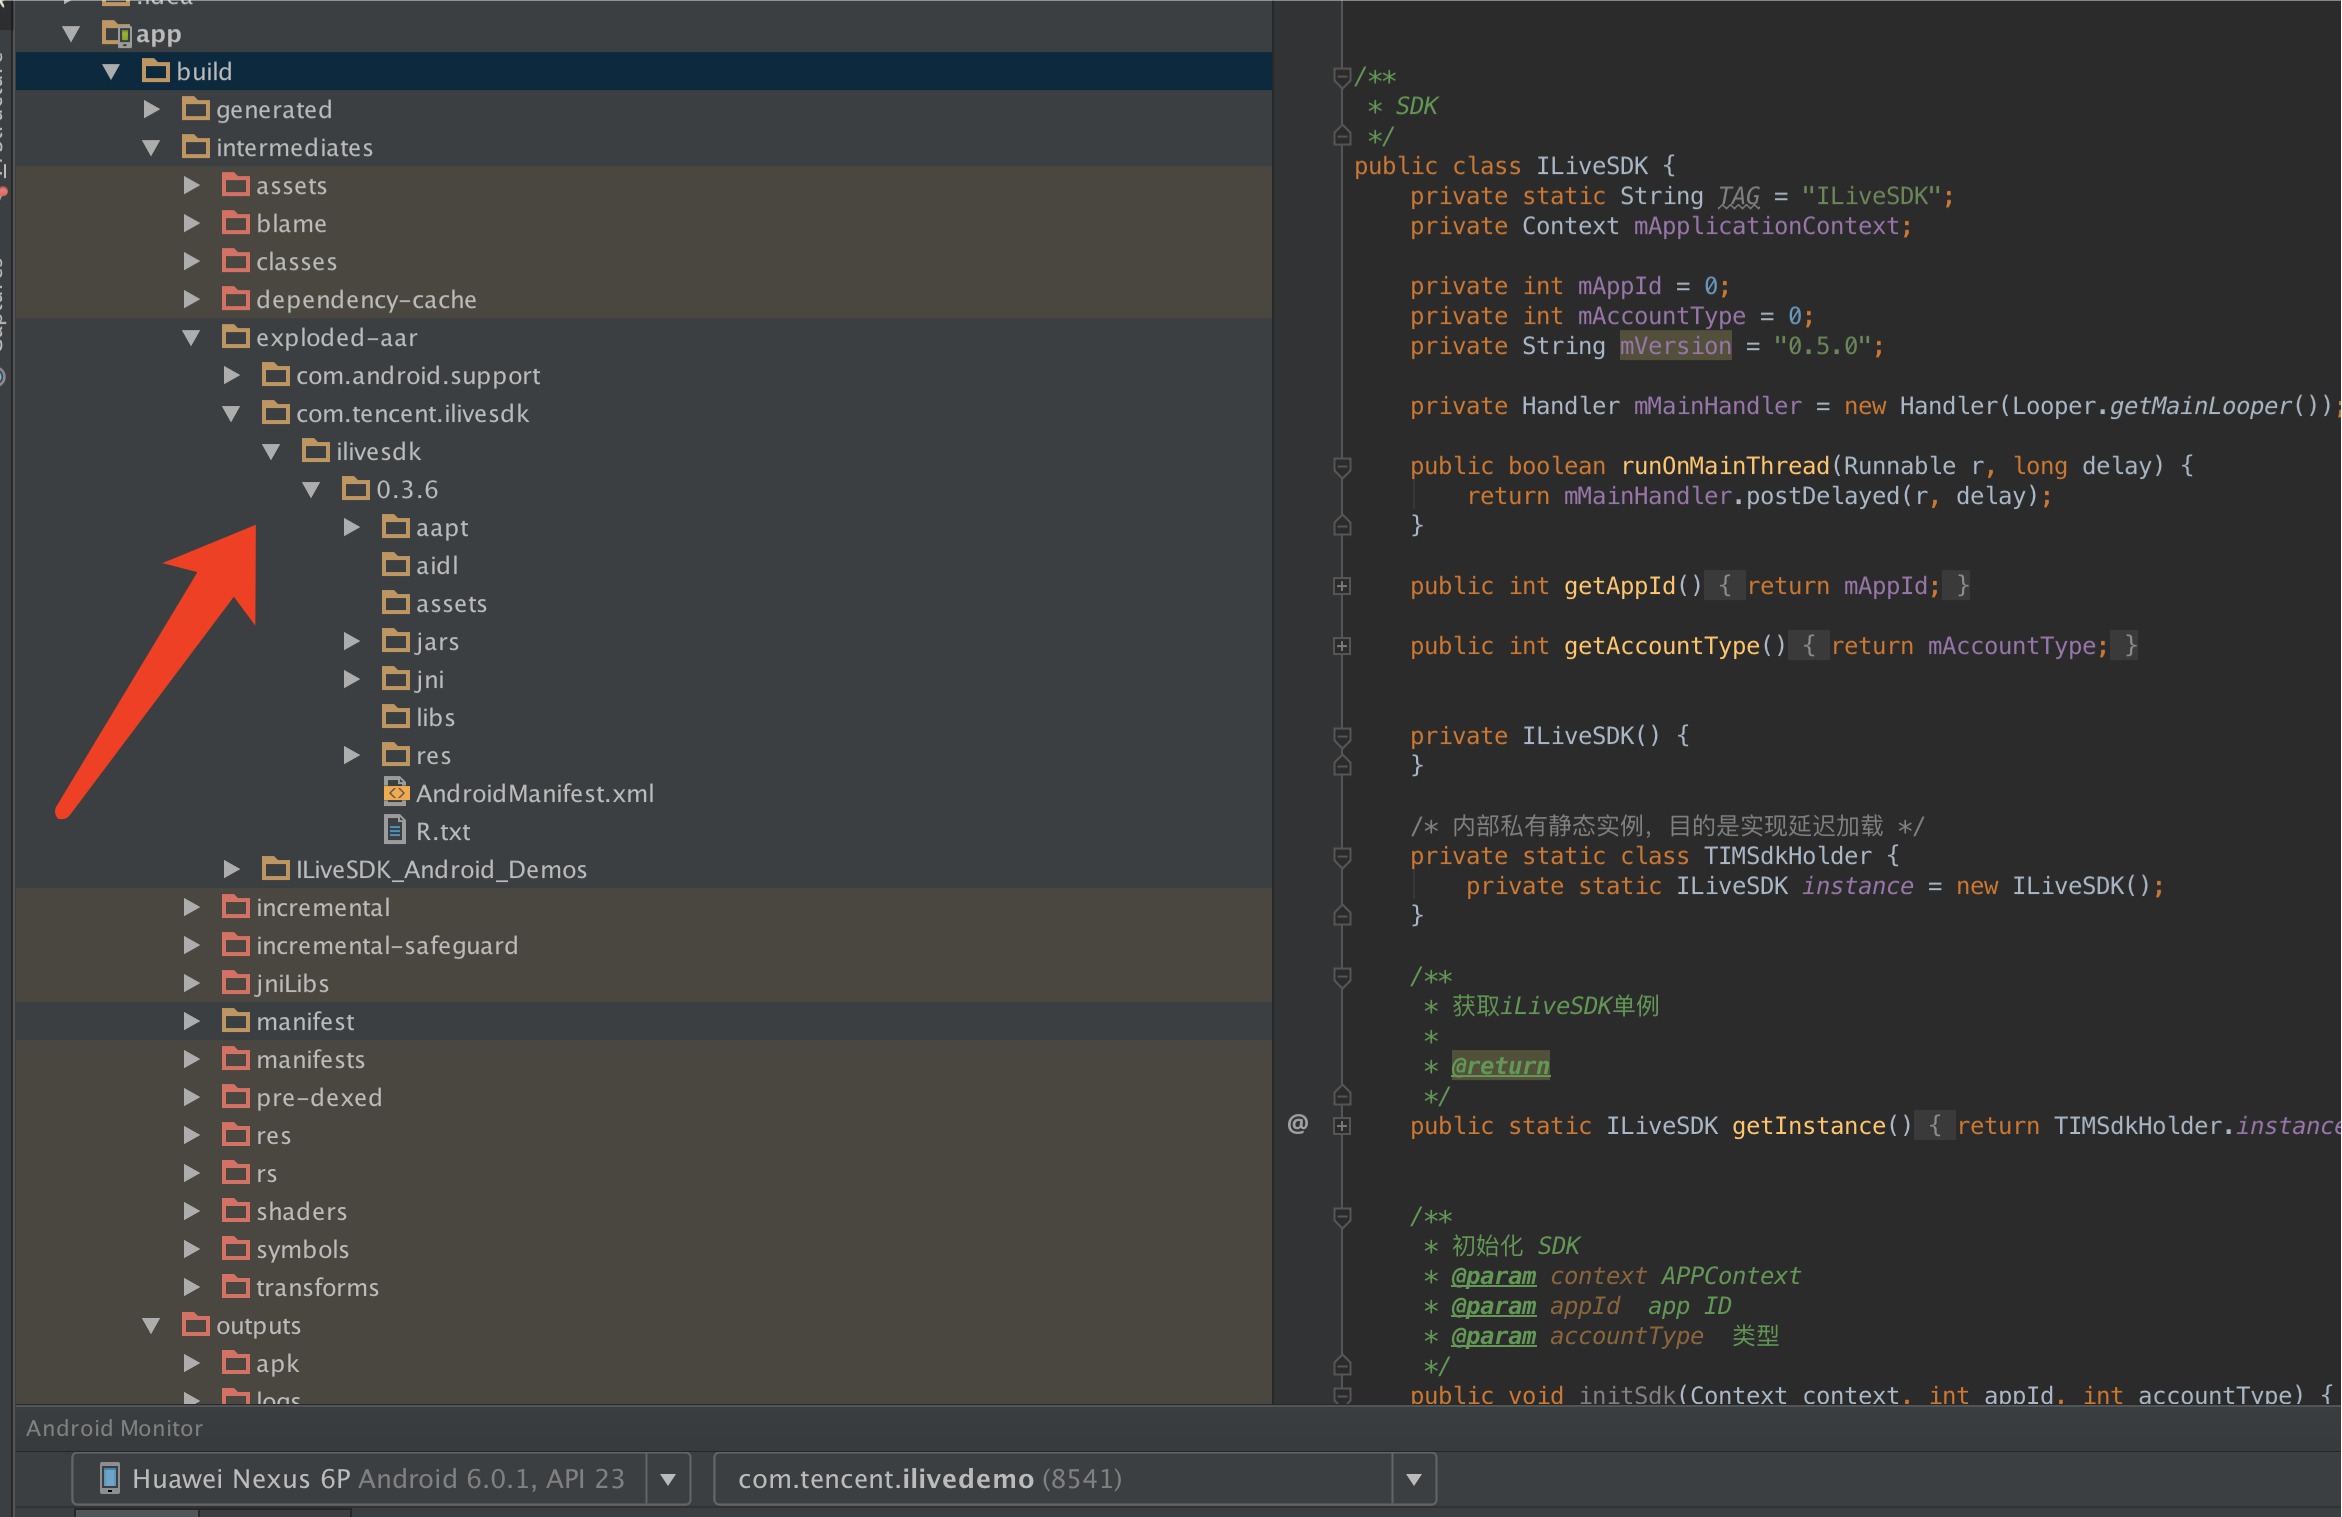 .idea
app
build
generated
intermediates
assets
blame
classes
dependency-cache
exploded-aar
com.android.support
com.tencent.ilivesdk
ilivesdk
0.3.6
aapt
aidl
assets
jars
jni
libs
res
AndroidManifest.xml
R.txt
ILiveSDK_Android_Demos
incremental
incremental-safeguard
jniLibs
manifest
manifests
pre-dexed
res
rs
shaders
symbols
transforms
outputs
apk
logs
/**
* SDK
*/
public class ILiveSDK {
private static String TAG = "ILiveSDK";
private Context mApplicationContext;
private int mAppId = 0;
private int mAccountType = 0;
private String mVersion = "0.5.0";
private Handler mMainHandler = new Handler(Looper.getMainLooper());
public boolean runOnMainThread(Runnable r, long delay) {
return mMainHandler.postDelayed(r, delay);
}
public int getAppId() { return mAppId; }
public int getAccountType() { return mAccountType; }
private ILiveSDK() {
}
/* 内部私有静态实例，目的是实现延迟加载 */
private static class TIMSdkHolder {
private static ILiveSDK instance = new ILiveSDK();
}
/**
* 获取iLiveSDK单例
*
* @return
*/
@ public static ILiveSDK getInstance() { return TIMSdkHolder.instance
/**
* 初始化 SDK
* @param context APPContext
* @param appId app ID
* @param accountType 类型
*/
public void initSdk(Context context, int appId, int accountType) {
Android Monitor
Huawei Nexus 6P Android 6.0.1, API 23
com.tencent.ilivedemo (8541)